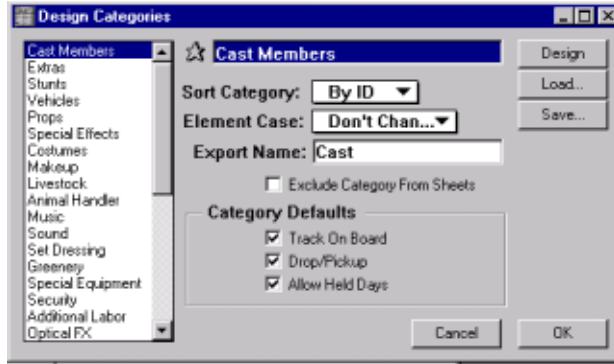 Design Categories
Cast Members
Extras
Stunts
Vehicles
Props
Special Effects
Costumes
Makeup
Livestock
Animal Handler
Music
Sound
Set Dressing
Greenery
Special Equipment
Security
Additional Labor
Optical FX
Cast Members
Sort Category: By ID
Element Case: Don't Chan...
Export Name: Cast
Exclude Category From Sheets
Category Defaults
Track On Board
Drop/Pickup
Allow Held Days
Design
Load...
Save...
Cancel
OK